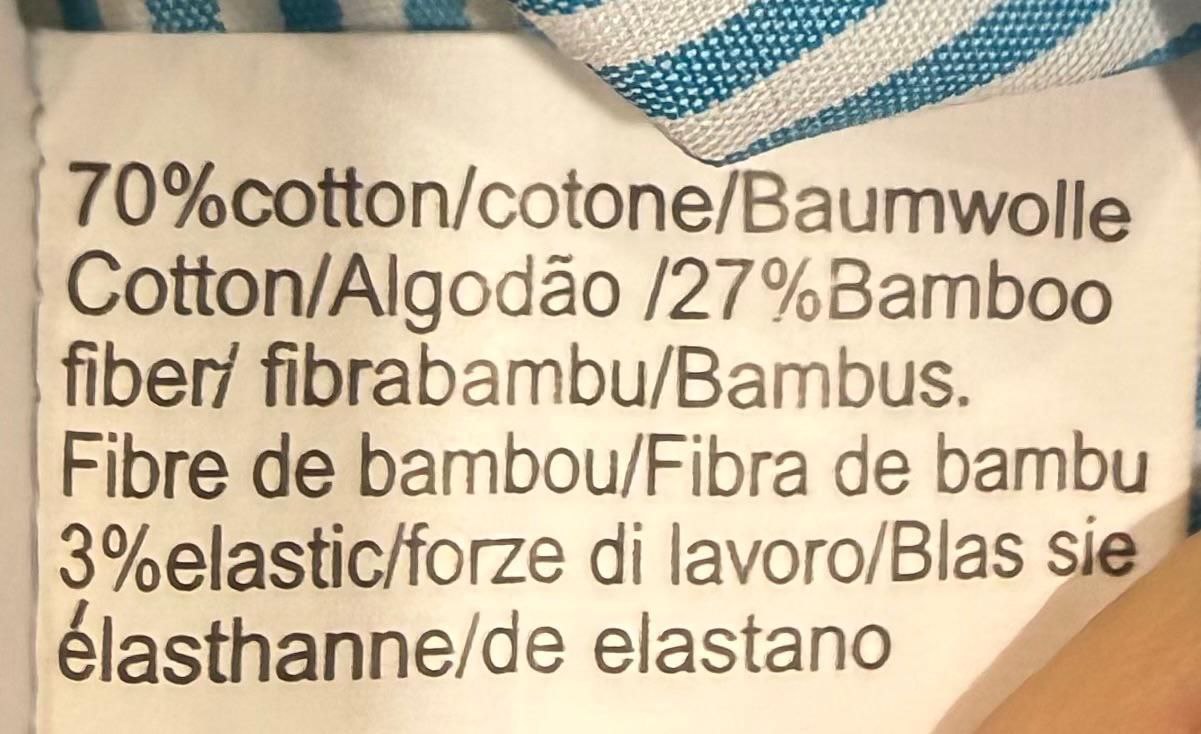 70%cotton/cotone/Baumwolle
Cotton/Algodão /27%Bamboo
fiber/ fibrabambu/Bambus.
Fibre de bambou/Fibra de bambu
3%elastic/forze di lavoro/Blas sie
élasthanne/de elastano